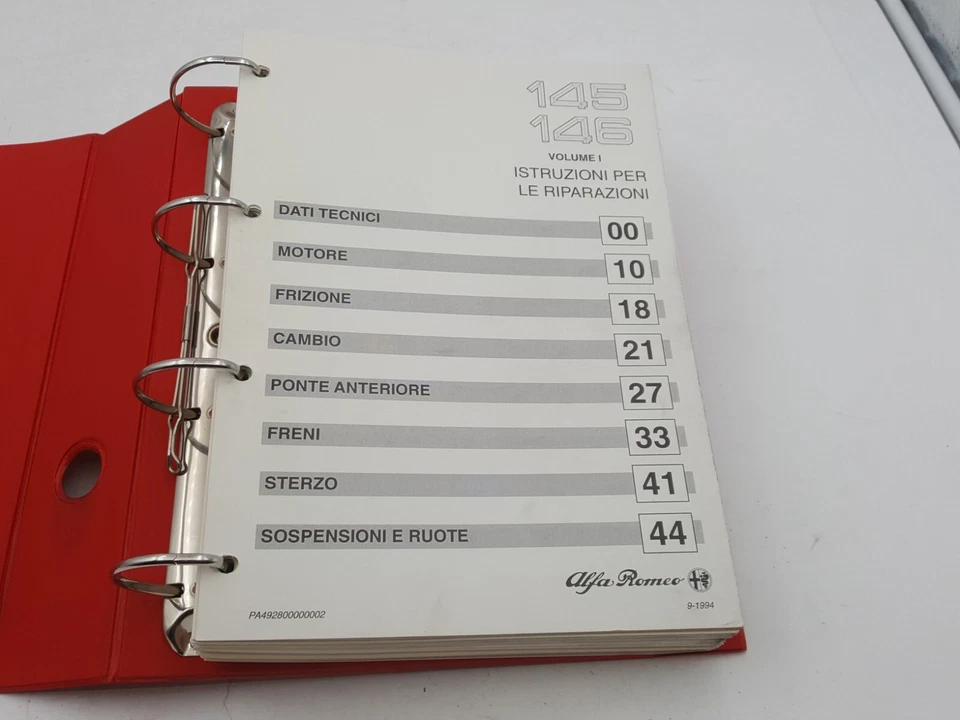 145
146
VOLUME I
ISTRUZIONI PER
LE RIPARAZIONI
DATI TECNICI 00
MOTORE 10
FRIZIONE 18
CAMBIO 21
PONTE ANTERIORE 27
FRENI 33
STERZO 41
SOSPENSIONI E RUOTE 44
Alfa Romeo
PA492800000002
9-1994